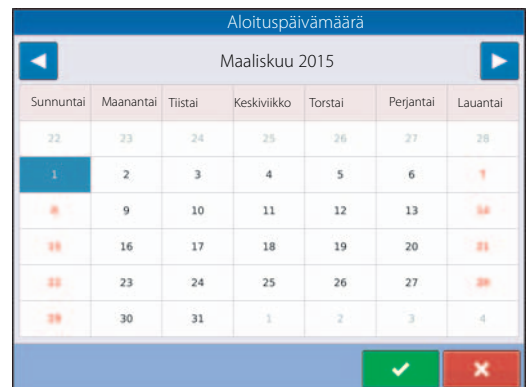 Aloituspäivämäärä
Maaliskuu 2015
Sunnuntai Maanantai Tiistai Keskiviikko Torstai Perjantai Lauantai
22 23 24 25 26 27 28
1 2 3 4 5 6
9 10 11 12 13
16 17 18 19 20
23 24 25 26 27
30 31 1 2 3 4